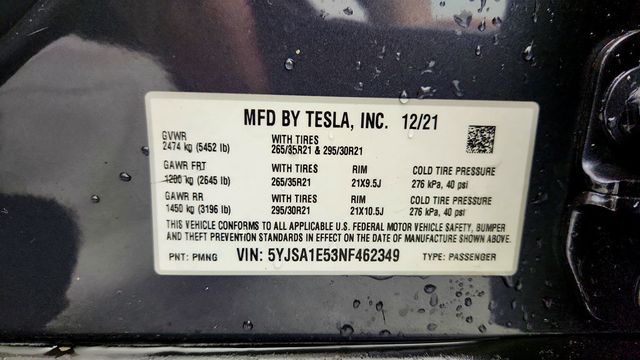 MFD BY TESLA, INC. 12/21
GVWR
2474 kg (5452 lb)
WITH TIRES
265/35R21 & 295/30R21
GAWR FRT WITH TIRES RIM COLD TIRE PRESSURE
1200 kg (2645 lb) 265/35R21 21X9.5J 276 kPa, 40 psi
GAWR RR WITH TIRES RIM COLD TIRE PRESSURE
1450 kg (3196 lb) 295/30R21 21X10.5J 276 kPa, 40 psi
THIS VEHICLE CONFORMS TO ALL APPLICABLE U.S. FEDERAL MOTOR VEHICLE SAFETY, BUMPER
AND THEFT PREVENTION STANDARDS IN EFFECT ON THE DATE OF MANUFACTURE SHOWN ABOVE.
PNT: PMNG VIN: 5YJSA1E53NF462349 TYPE: PASSENGER